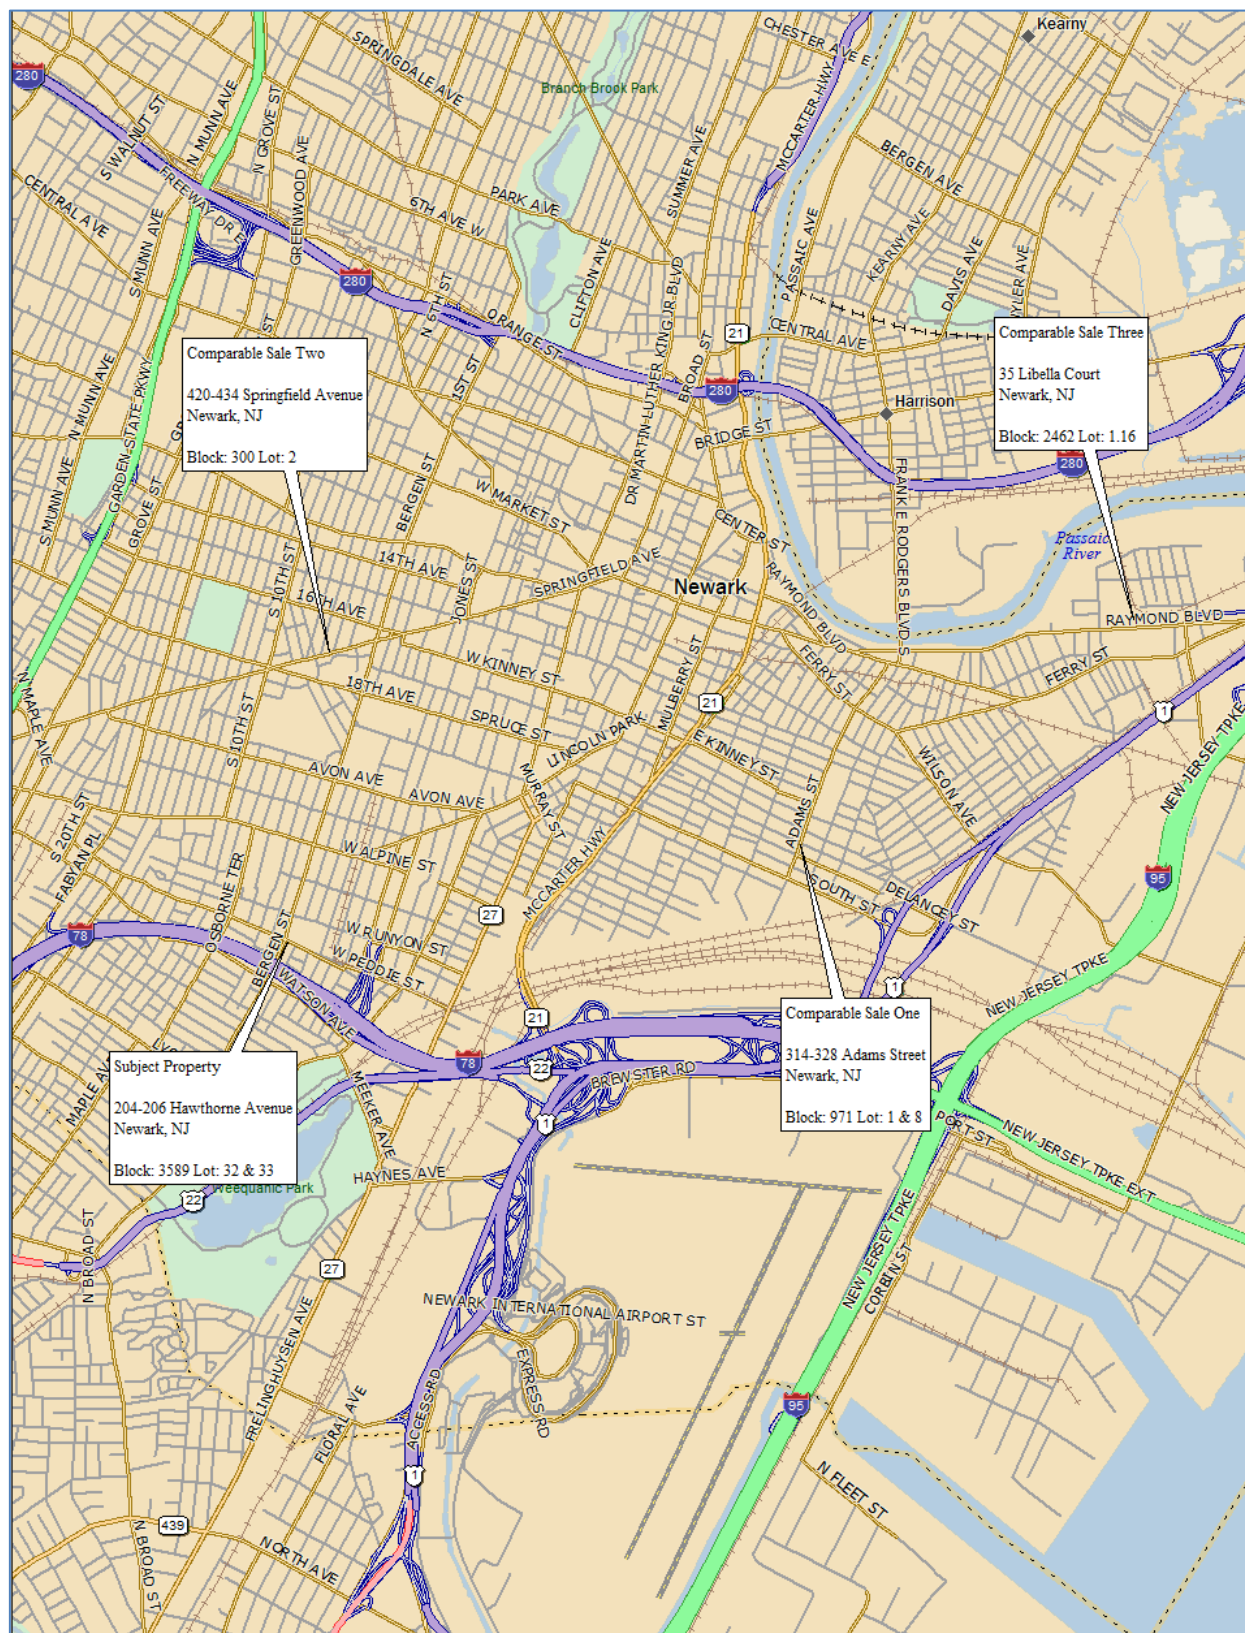 Kearny
CHESTER AVE E
SPRINGDALE AVE
280
N MUNN AVE
S WALNUT ST
N GROVE ST
Branch Brook Park
MCCARTER HWY
SUMMER AVE
BERGEN AVE
CENTRAL AVE
FREEWAY DR E
GREENWOOD AVE
PARK AVE
6TH AVE W
S MUNN AVE
CLIFTON AVE
PASSAIC AVE
KEARNY AVE
DAVIS AVE
280
N 5TH ST
ORANGE ST
DR MARTIN LUTHER KING JR BLVD
BROAD ST
21
CENTRAL AVE
Comparable Sale Three
35 Libella Court
Newark, NJ
Block: 2462 Lot: 1.16
Comparable Sale Two
420-434 Springfield Avenue
Newark, NJ
Block: 300 Lot: 2
1ST ST
280
Harrison
BRIDGE ST
N MUNN AVE
GARDEN STATE PKWY
280
S MUNN AVE
GROVE ST
BERGEN ST
W MARKET ST
CENTER ST
FRANK E RODGERS BLVD S
Passaic
River
14TH AVE
SPRINGFIELD AVE
Newark
RAYMOND BLVD
S 10TH ST
16TH AVE
JONES ST
RAYMOND BLVD
W KINNEY ST
MULBERRY ST
FERRY ST
FERRY ST
N MAPLE AVE
18TH AVE
21
1
S 10TH ST
SPRUCE ST
LINCOLN PARK
E KINNEY ST
WILSON AVE
NEW JERSEY TPKE
AVON AVE
AVON AVE
MURRAY ST
ADAMS ST
S 20TH ST
FABYAN PL
W ALPINE ST
MCCARTER HWY
95
OSBORNE TER
SOUTH ST
DELANCEY ST
27
78
BERGEN ST
W RUNYON ST
W PEDDIE ST
WATSON AVE
NEW JERSEY TPKE
1
21
Comparable Sale One
314-328 Adams Street
Newark, NJ
Block: 971 Lot: 1 & 8
78
22
BREWSTER RD
Subject Property
204-206 Hawthorne Avenue
Newark, NJ
Block: 3589 Lot: 32 & 33
MAPLE AVE
MEEKER AVE
1
PORT ST
NEW JERSEY TPKE EXT
HAYNES AVE
22
Weequahic Park
N BROAD ST
NEW JERSEY TPKE
CORBIN ST
27
NEWARK INTERNATIONAL AIRPORT ST
EXPRESS RD
FRELINGHUYSEN AVE
FLORAL AVE
ACCESS RD
95
1
N FLEET ST
439
N BROAD ST
NORTH AVE